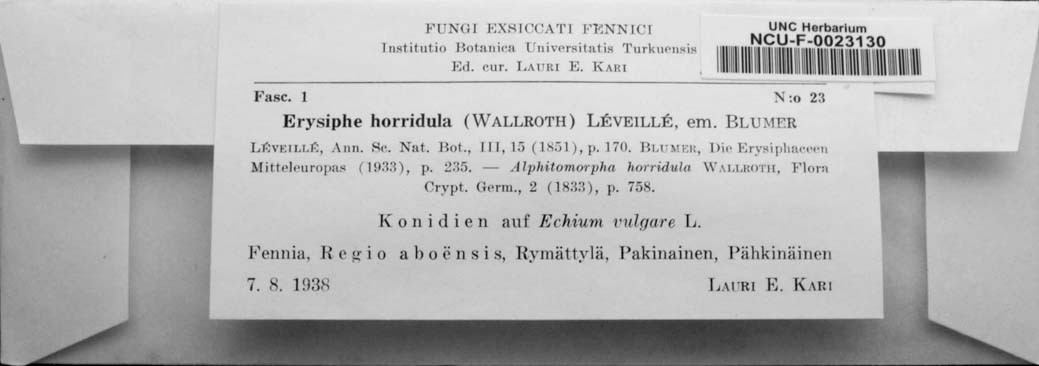 FUNGI EXSICCATI FENNICI
Institutio Botanica Universitatis Turkuensis
Ed. cur. LAURI E. KARI
UNC Herbarium
NCU-F-0023130
Fasc. 1 N:o 23
Erysiphe horridula (WALLROTH) LÉVEILLÉ, em. BLUMER
LÉVEILLÉ, Ann. Sc. Nat. Bot., III, 15 (1851), p. 170. BLUMER, Die Erysiphaceen
Mitteleuropas (1933), p. 235. — Alphitomorpha horridula WALLROTH, Flora
Crypt. Germ., 2 (1833), p. 758.
Konidien auf Echium vulgare L.
Fennia, Regio aboënsis, Rymättylä, Pakinainen, Pähkinäinen
7. 8. 1938 LAURI E. KARI